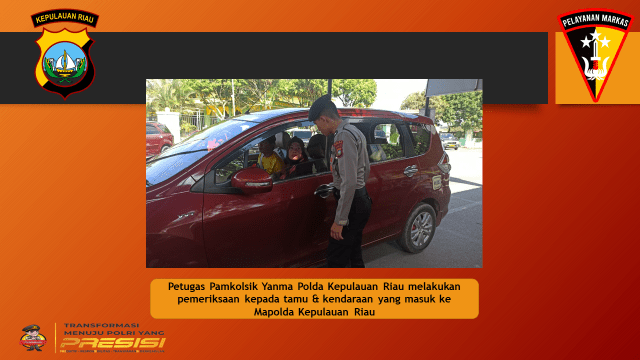 KEPULAUAN RIAU
PELAYANAN MARKAS
Petugas Pamkolsik Yanma Polda Kepulauan Riau melakukan
pemeriksaan kepada tamu & kendaraan yang masuk ke
Mapolda Kepulauan Riau
TRANSFORMASI
MENUJU POLRI YANG
PRESISI